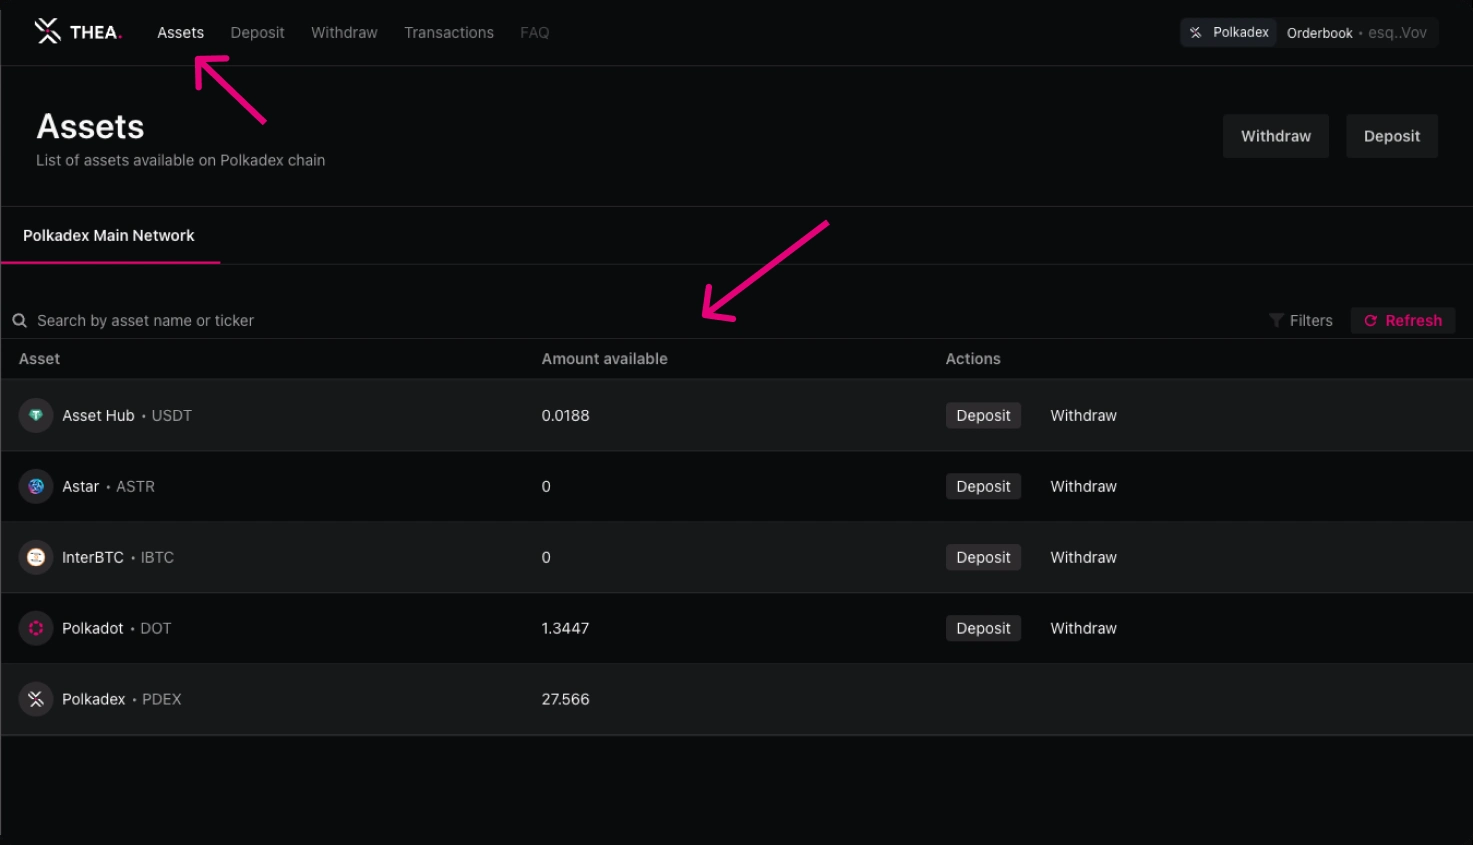 THEA. Assets Deposit Withdraw Transactions FAQ Polkadex Orderbook • esq..Vov
Assets
List of assets available on Polkadex chain
Withdraw Deposit
Polkadex Main Network
Search by asset name or ticker Filters Refresh
Asset Amount available Actions
Asset Hub • USDT 0.0188 Deposit Withdraw
Astar • ASTR 0 Deposit Withdraw
InterBTC • IBTC 0 Deposit Withdraw
Polkadot • DOT 1.3447 Deposit Withdraw
Polkadex • PDEX 27.566